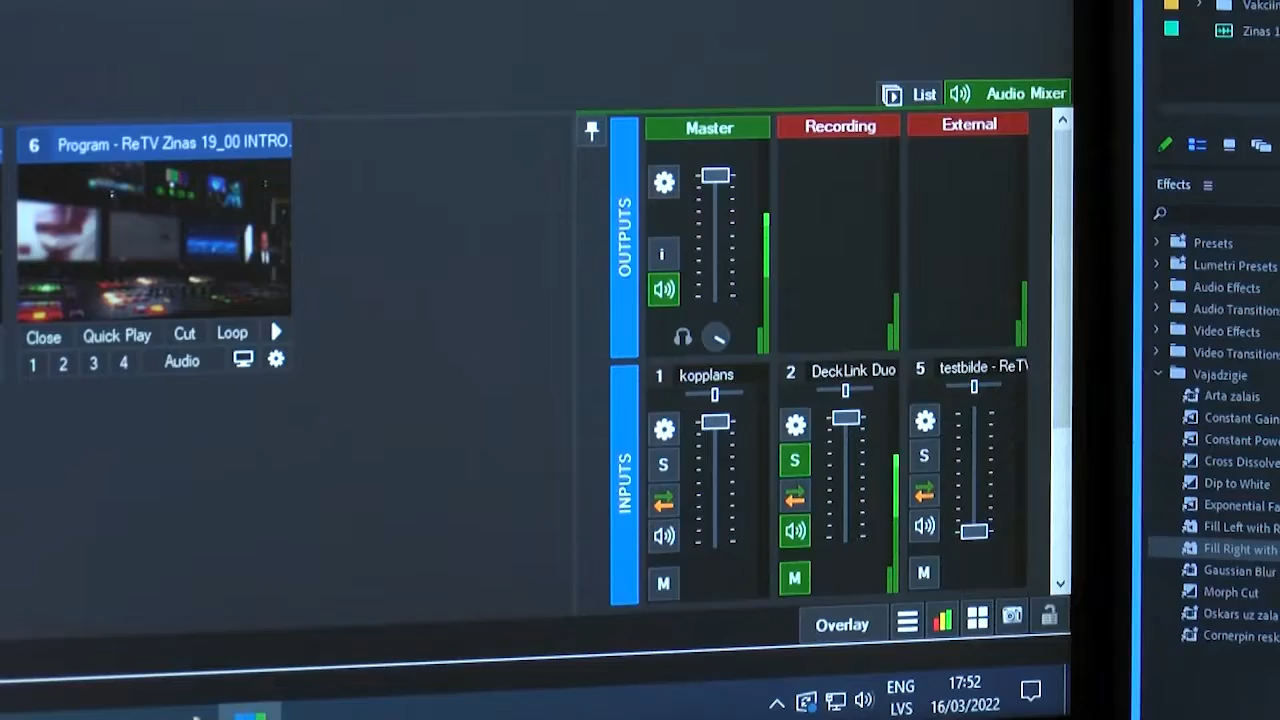 Vakciin
Zinas 1
List
Audio Mixer
6 Program - ReTV Zinas 19_00 INTRO.
Master
Recording
External
OUTPUTS
i
Close Quick Play Cut Loop
1 2 3 4 Audio
1 kopplans
2 DeckLink Duo
5 testbilde - ReTV
INPUTS
S S S
M M M
Overlay
ENG
LVS
17:52
16/03/2022
Effects
Presets
Lumetri Presets
Audio Effects
Audio Transition
Video Effects
Video Transition
Vajadzigie
Arta zalais
Constant Gain
Constant Powe
Cross Dissolve
Dip to White
Exponential Fa
Fill Left with R
Fill Right with
Gaussian Blur
Morph Cut
Oskars uz zala
Cornerpin resk